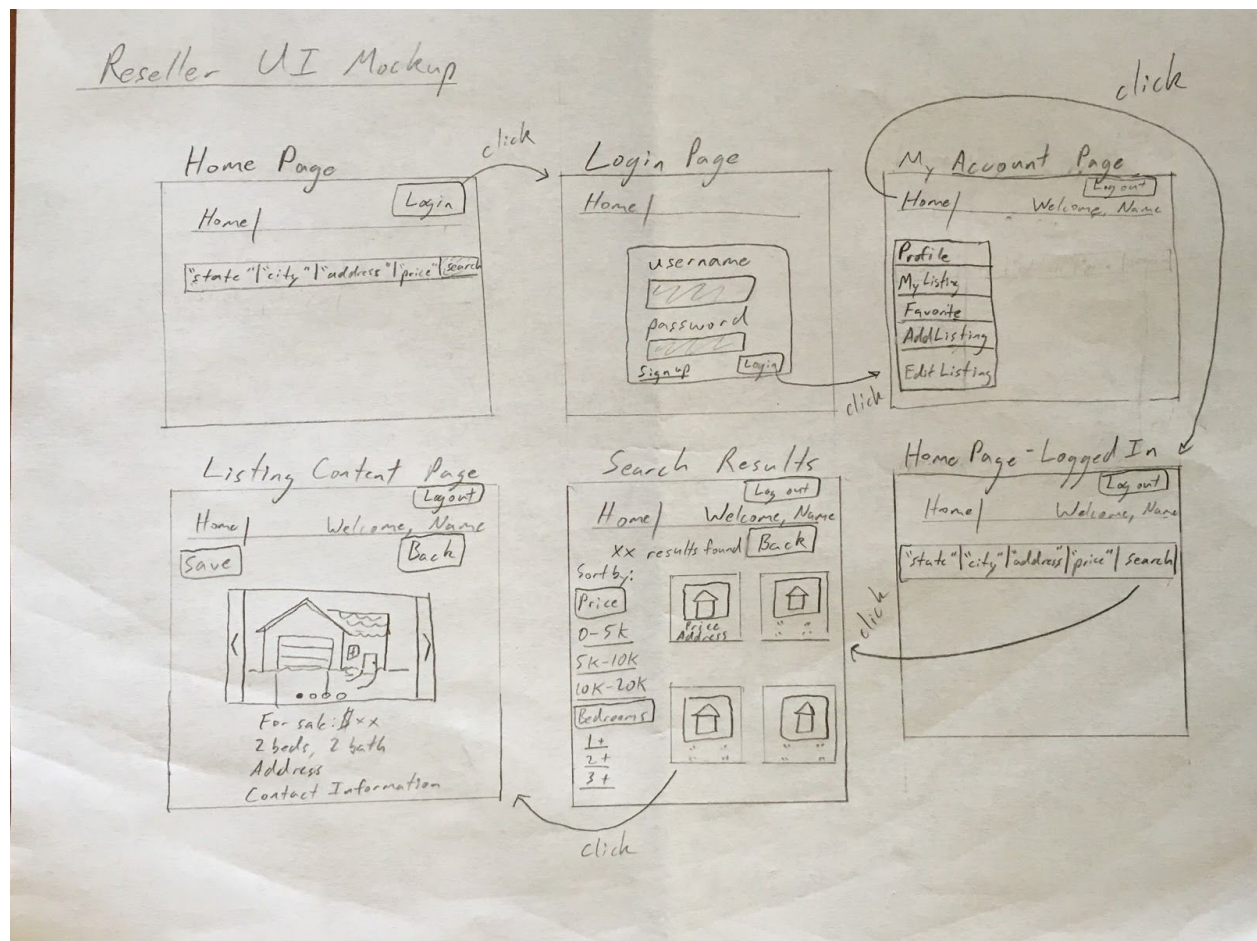 Reseller UI Mockup
click
click
Home Page
Login
Home
"state" | "city" | "address" | "price" | search
Login Page
Home
username
password
Sign up
Login
click
My Account Page
Log out
Home
Welcome, Name
Profile
My Listing
Favorite
Add Listing
Edit Listing
Listing Content Page
Logout
Home
Welcome, Name
Save
Back
For sale: $xx
2 beds, 2 bath
Address
Contact Information
click
Search Results
Log out
Home
Welcome, Name
xx results found
Back
Sort by:
Price
0-5K
5K-10K
10K-20K
Bedrooms
1+
2+
3+
Price
Address
click
Home Page - Logged In
Log out
Home
Welcome, Name
"state" | "city" | "address" | "price" | search